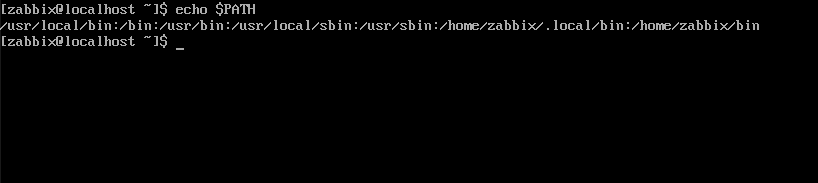 [zabbix@localhost ~]$ echo $PATH
/usr/local/bin:/bin:/usr/bin:/usr/local/sbin:/usr/sbin:/home/zabbix/.local/bin:/home/zabbix/bin
[zabbix@localhost ~]$ _